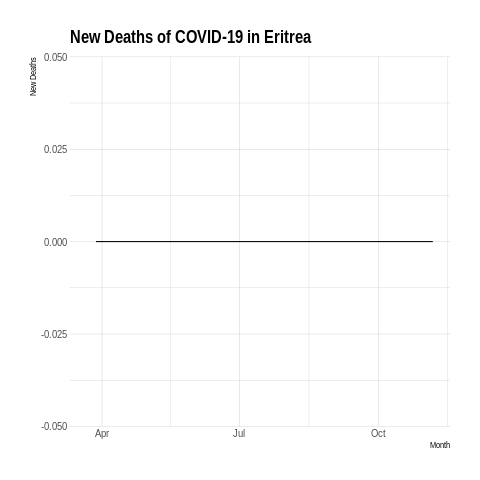 New Deaths of COVID-19 in Eritrea
New Deaths
0.050
0.025
0.000
-0.025
-0.050
Apr Jul Oct
Month